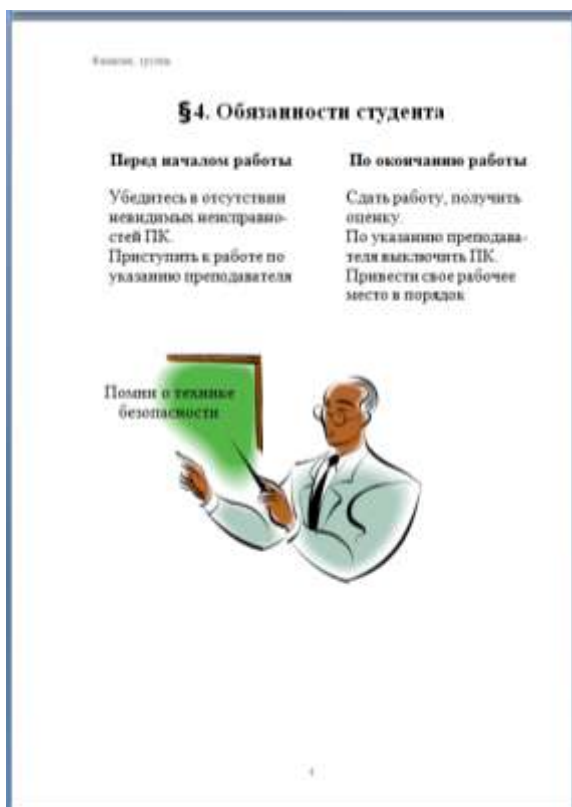 Фамилия, группа
§4. Обязанности студента
Перед началом работы
Убедитесь в отсутствии
невидимых неисправно-
стей ПК.
Приступить к работе по
указанию преподавателя
По окончанию работы
Сдать работу, получить
оценку.
По указанию преподава-
теля выключить ПК.
Привести свое рабочее
место в порядок
Помни о технике
безопасности